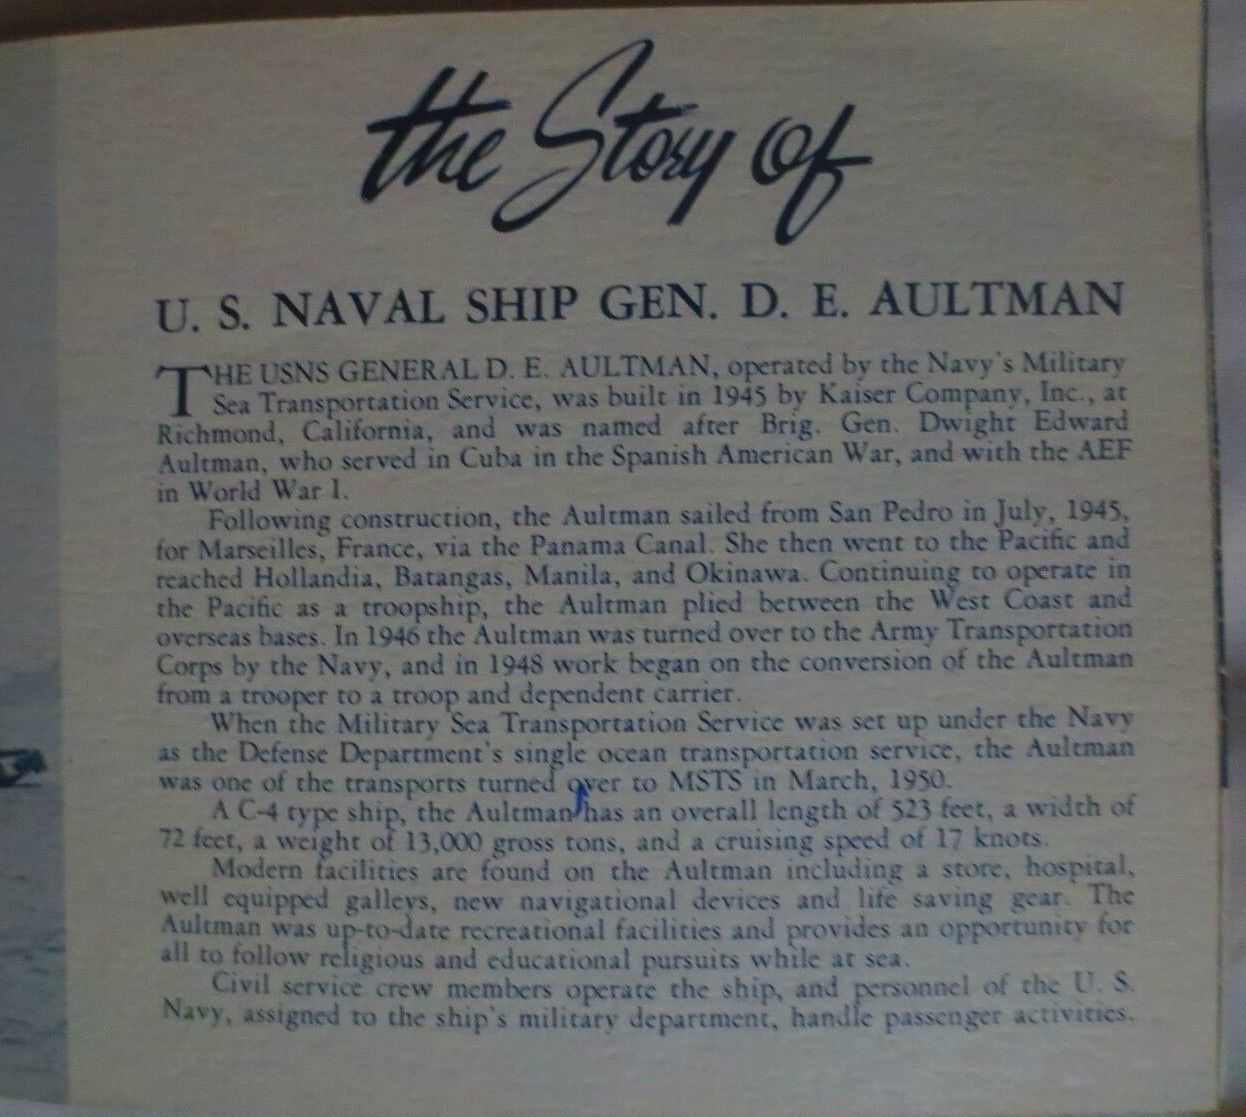 the Story of
U. S. NAVAL SHIP GEN. D. E. AULTMAN
THE USNS GENERAL D. E. AULTMAN, operated by the Navy's Military
Sea Transportation Service, was built in 1945 by Kaiser Company, Inc., at
Richmond, California, and was named after Brig. Gen. Dwight Edward
Aultman, who served in Cuba in the Spanish American War, and with the AEF
in World War I.
Following construction, the Aultman sailed from San Pedro in July, 1945,
for Marseilles, France, via the Panama Canal. She then went to the Pacific and
reached Hollandia, Batangas, Manila, and Okinawa. Continuing to operate in
the Pacific as a troopship, the Aultman plied between the West Coast and
overseas bases. In 1946 the Aultman was turned over to the Army Transportation
Corps by the Navy, and in 1948 work began on the conversion of the Aultman
from a trooper to a troop and dependent carrier.
When the Military Sea Transportation Service was set up under the Navy
as the Defense Department's single ocean transportation service, the Aultman
was one of the transports turned over to MSTS in March, 1950.
A C-4 type ship, the Aultman has an overall length of 523 feet, a width of
72 feet, a weight of 13,000 gross tons, and a cruising speed of 17 knots.
Modern facilities are found on the Aultman including a store, hospital,
well equipped galleys, new navigational devices and life saving gear. The
Aultman was up-to-date recreational facilities and provides an opportunity for
all to follow religious and educational pursuits while at sea.
Civil service crew members operate the ship, and personnel of the U. S.
Navy, assigned to the ship's military department, handle passenger activities.